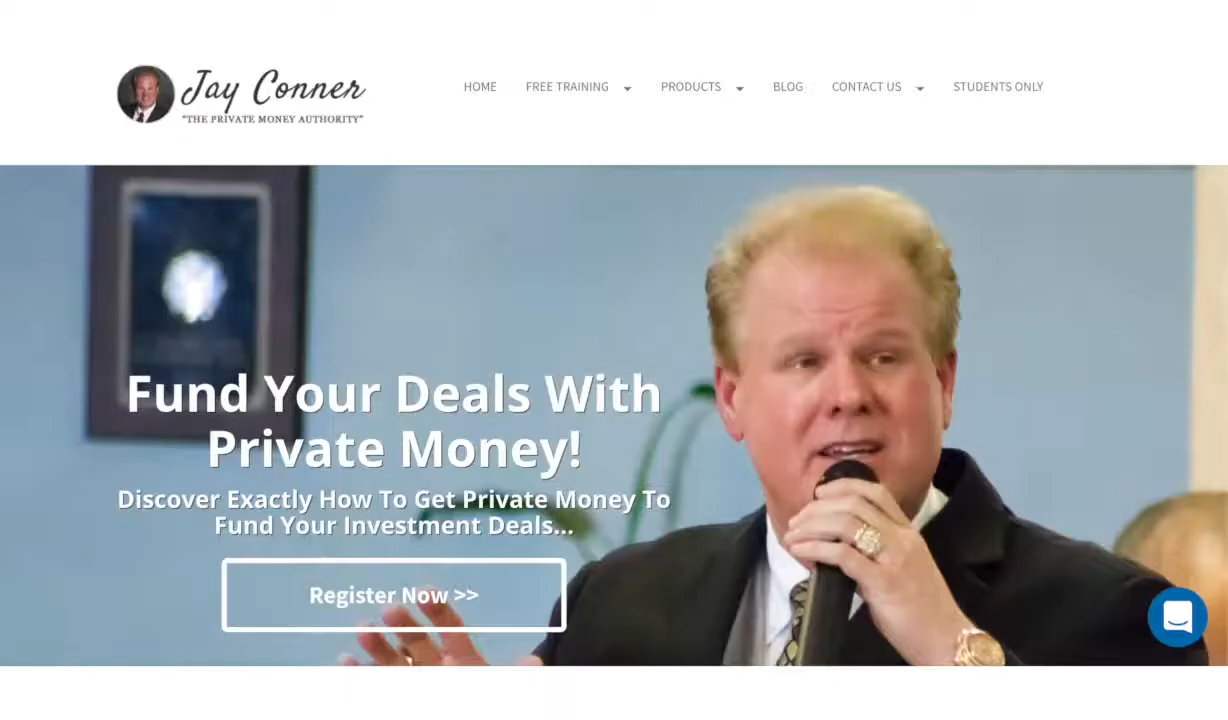 Jay Conner
"THE PRIVATE MONEY AUTHORITY"
HOME FREE TRAINING PRODUCTS BLOG CONTACT US STUDENTS ONLY
Fund Your Deals With
Private Money!
Discover Exactly How To Get Private Money To
Fund Your Investment Deals...
Register Now >>